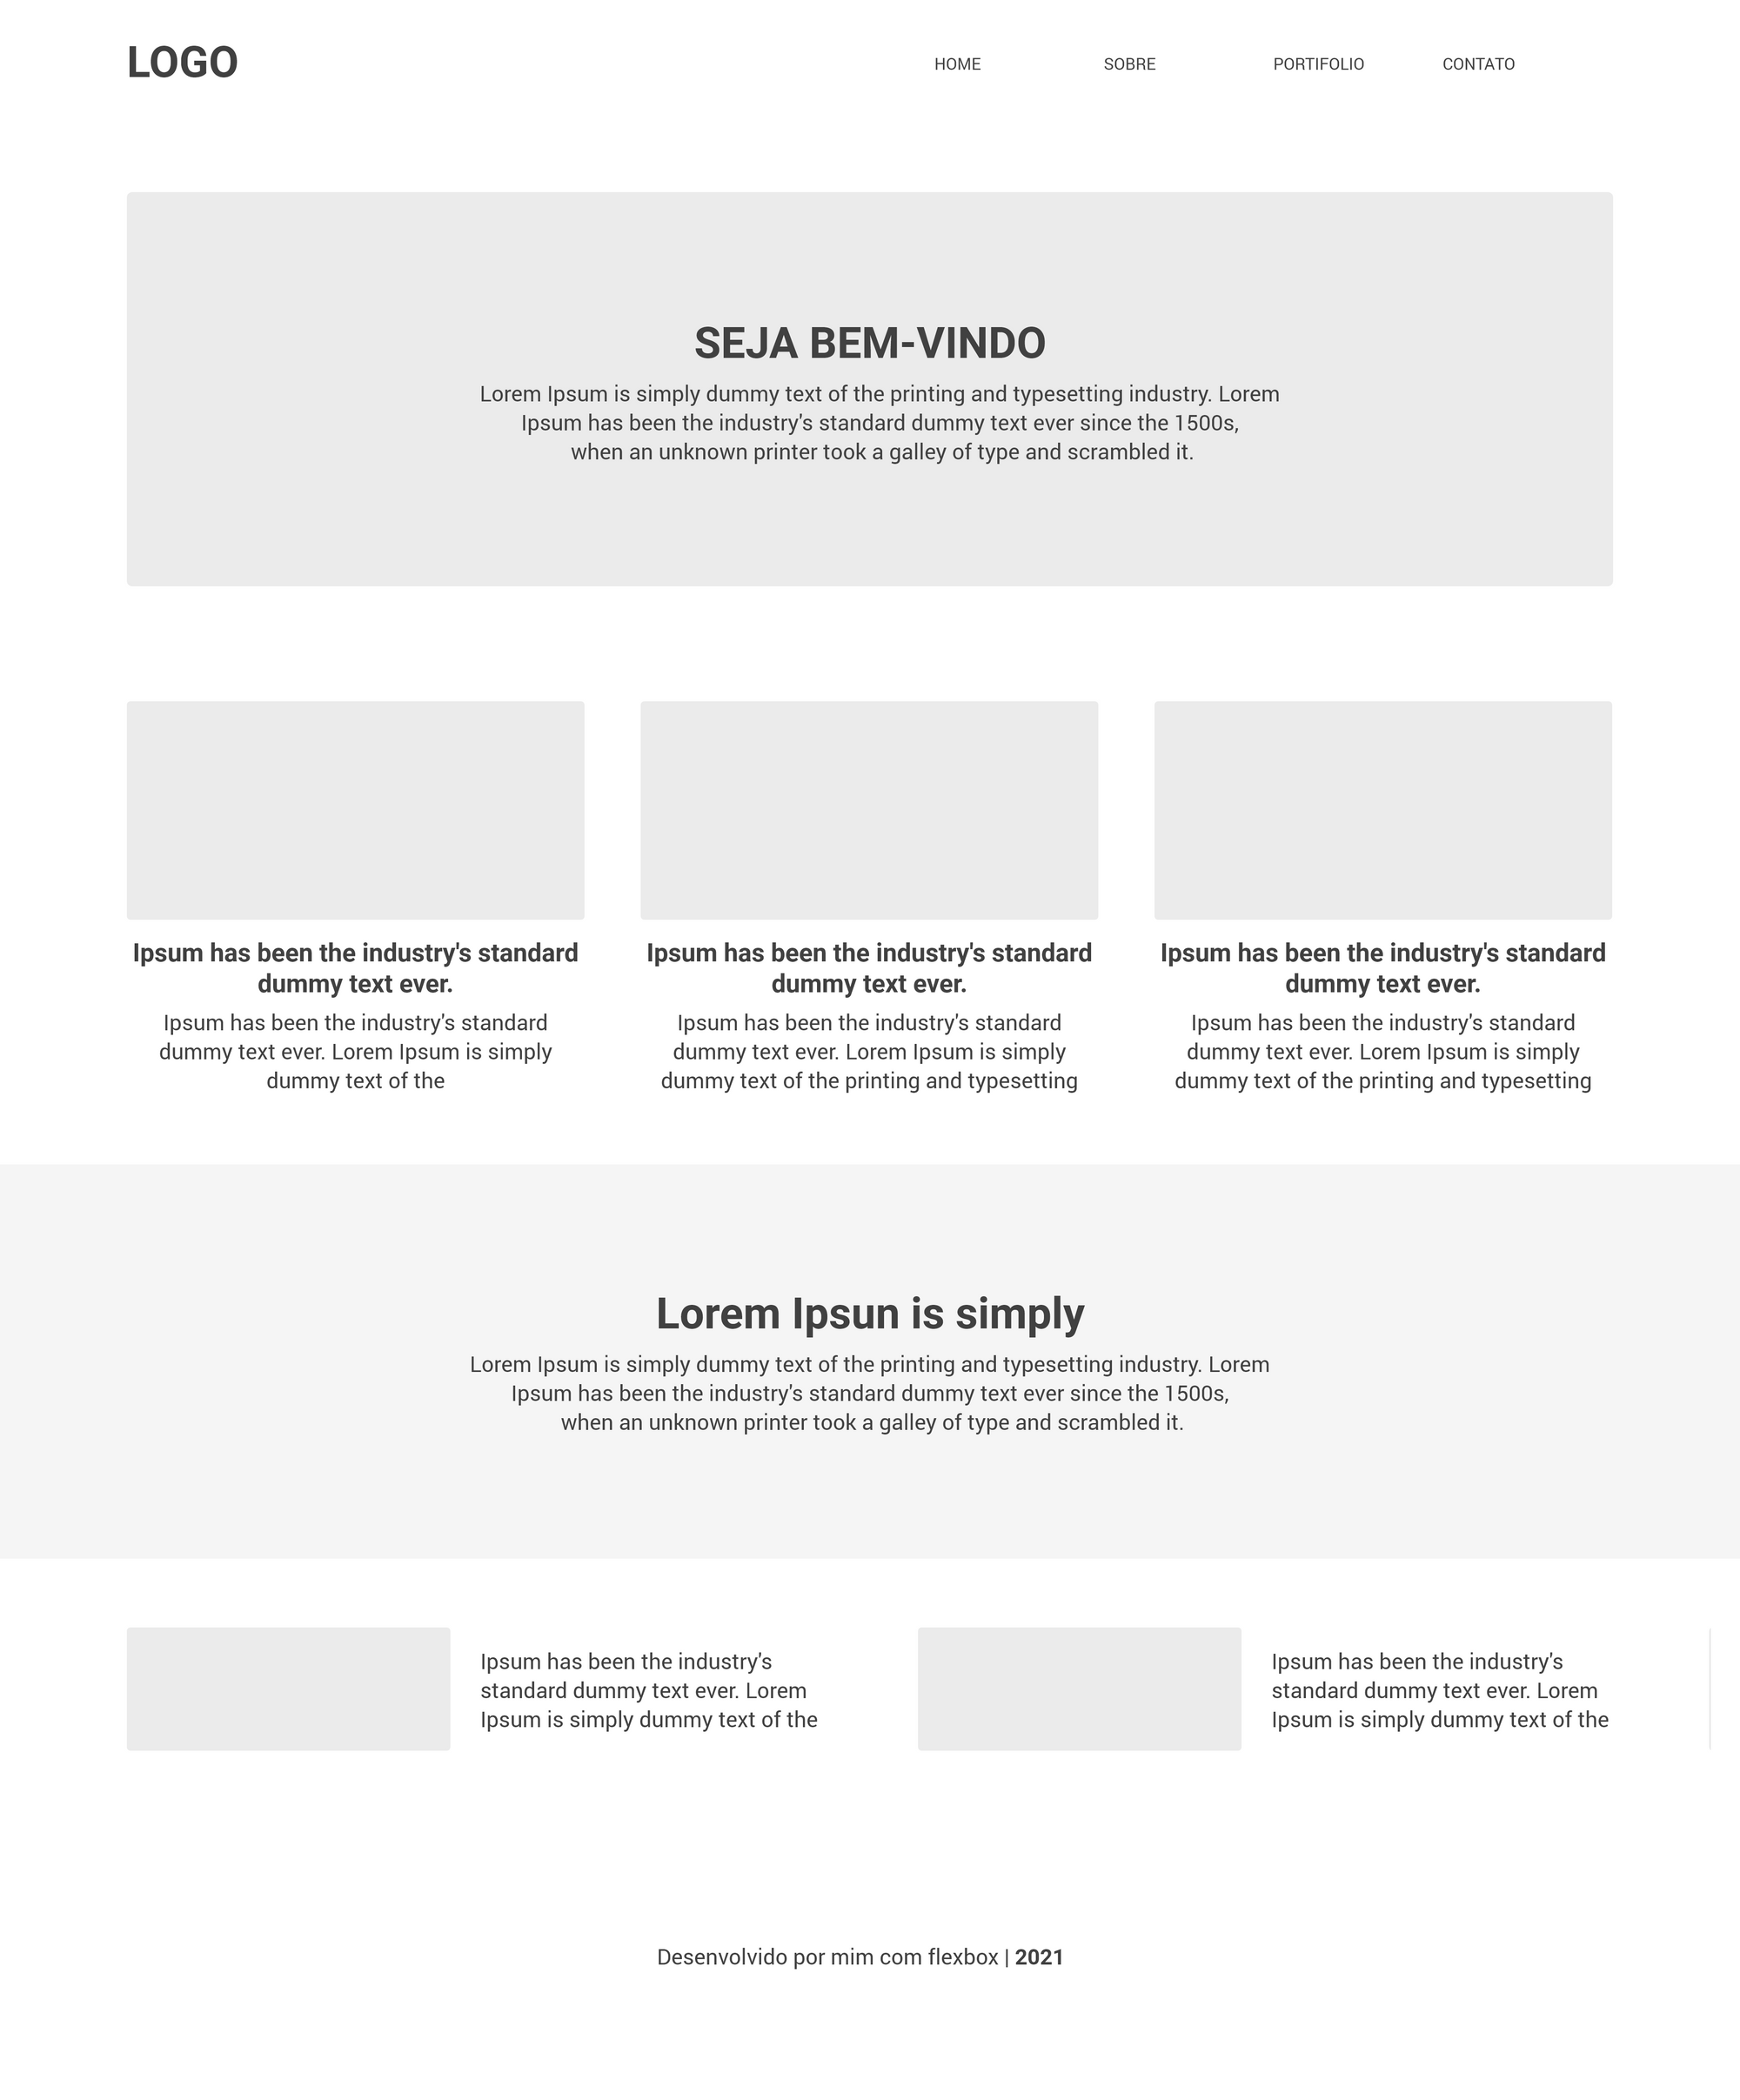 LOGO
HOME
SOBRE
PORTIFOLIO
CONTATO
SEJA BEM-VINDO
Lorem Ipsum is simply dummy text of the printing and typesetting industry. Lorem
Ipsum has been the industry's standard dummy text ever since the 1500s,
when an unknown printer took a galley of type and scrambled it.
Ipsum has been the industry's standard
dummy text ever.
Ipsum has been the industry's standard
dummy text ever. Lorem Ipsum is simply
dummy text of the
Ipsum has been the industry's standard
dummy text ever.
Ipsum has been the industry's standard
dummy text ever. Lorem Ipsum is simply
dummy text of the printing and typesetting
Ipsum has been the industry's standard
dummy text ever.
Ipsum has been the industry's standard
dummy text ever. Lorem Ipsum is simply
dummy text of the printing and typesetting
Lorem Ipsun is simply
Lorem Ipsum is simply dummy text of the printing and typesetting industry. Lorem
Ipsum has been the industry's standard dummy text ever since the 1500s,
when an unknown printer took a galley of type and scrambled it.
Ipsum has been the industry's
standard dummy text ever. Lorem
Ipsum is simply dummy text of the
Ipsum has been the industry's
standard dummy text ever. Lorem
Ipsum is simply dummy text of the
Desenvolvido por mim com flexbox | 2021